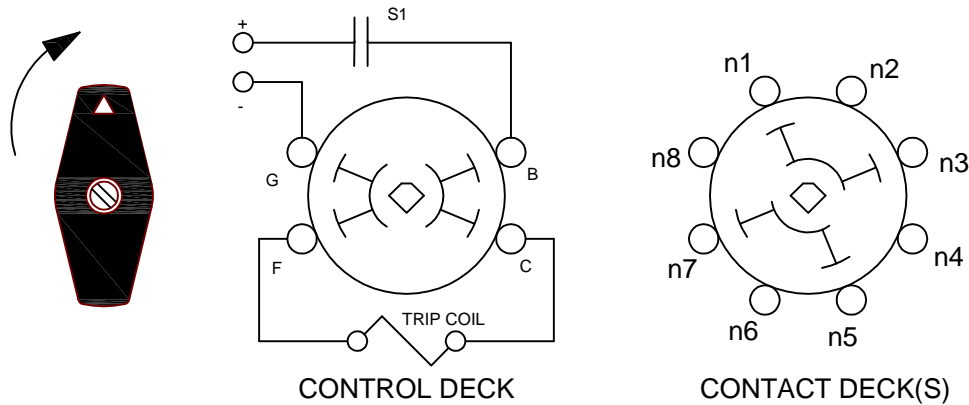 S1
+
-
G
B
F
C
TRIP COIL
CONTROL DECK
n1
n2
n3
n4
n5
n6
n7
n8
CONTACT DECK(S)